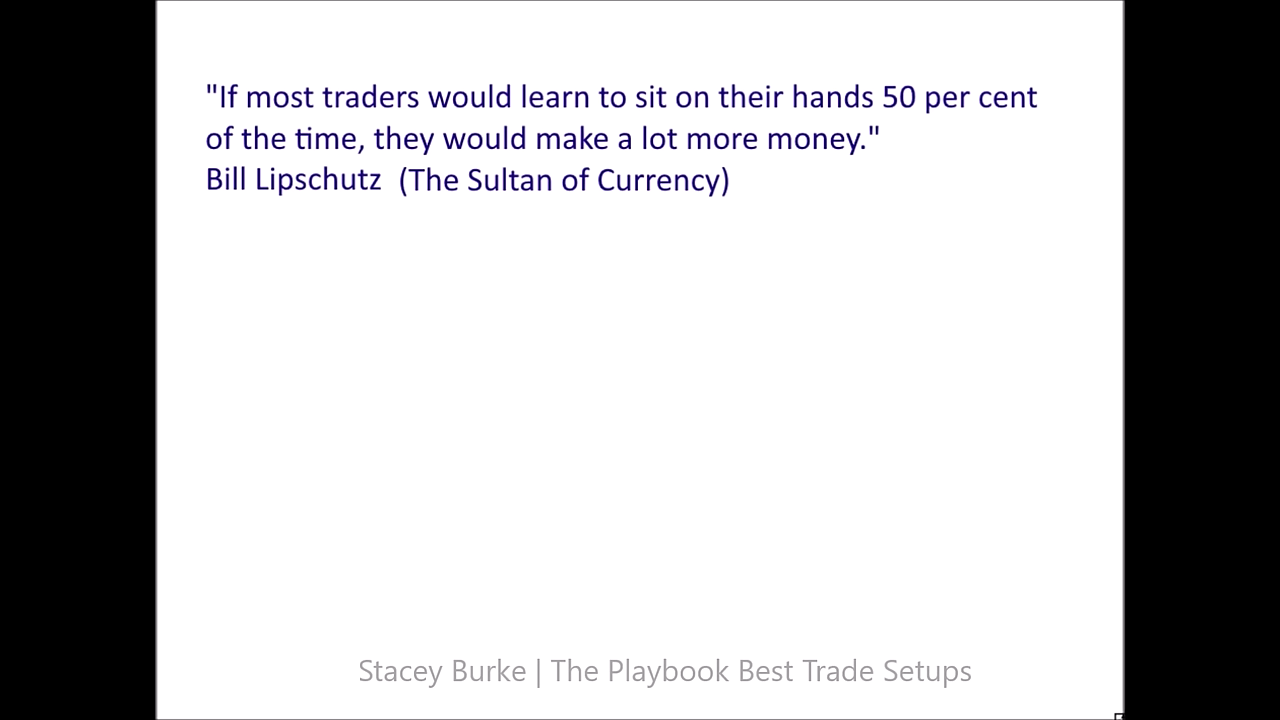 "If most traders would learn to sit on their hands 50 per cent
of the time, they would make a lot more money."
Bill Lipschutz (The Sultan of Currency)
Stacey Burke | The Playbook Best Trade Setups